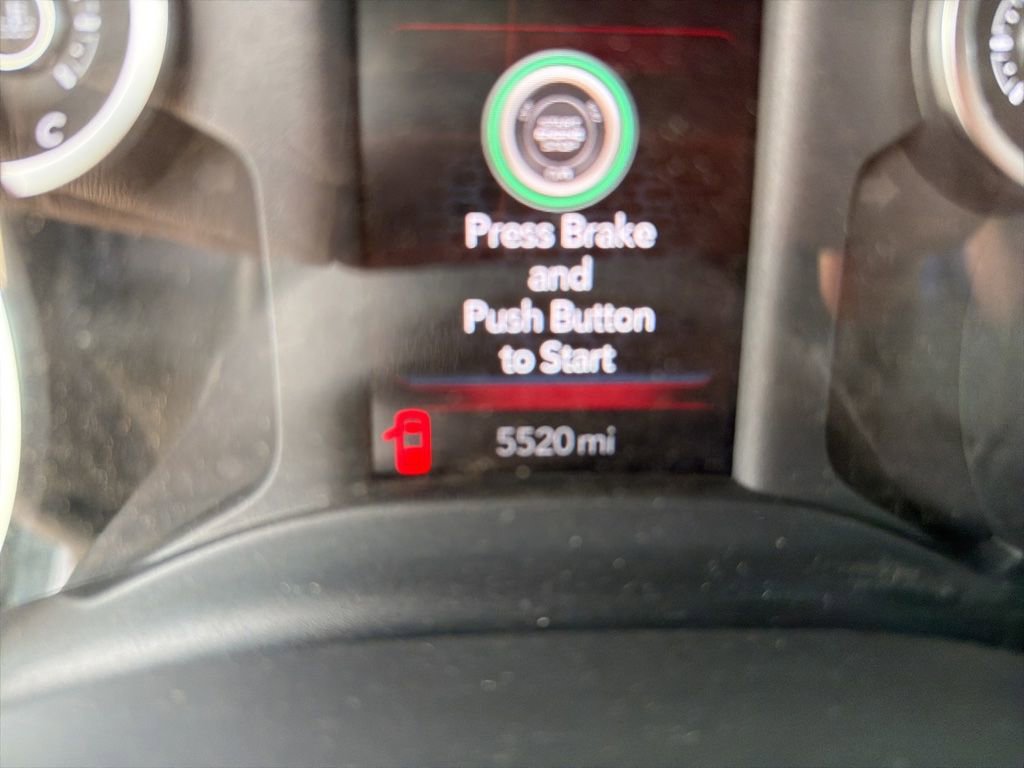 C
Press Brake
and
Push Button
to Start
5520 mi